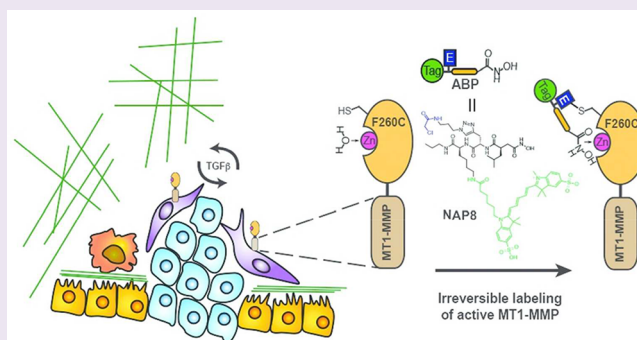 TGFβ
HS
F260C
Zn
H
O
H
MT1-MMP
Tag
E
ABP
O
N
H
OH
NAP8
Tag
E
S
F260C
Zn
MT1-MMP
Irreversible labeling
of active MT1-MMP